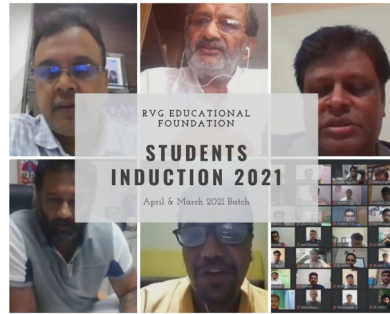 RVG EDUCATIONAL
FOUNDATION
STUDENTS
INDUCTION 2021
April & March 2021 Batch